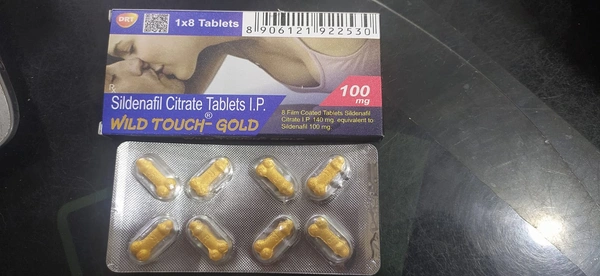 DRT
1x8 Tablets
8 906121 922530
Rx
Sildenafil Citrate Tablets I.P.
WILD TOUCH®- GOLD
100
mg
8 Film Coated Tablets Sildenafil
Citrate I.P. 140 mg. equivalent to
Sildenafil 100 mg.